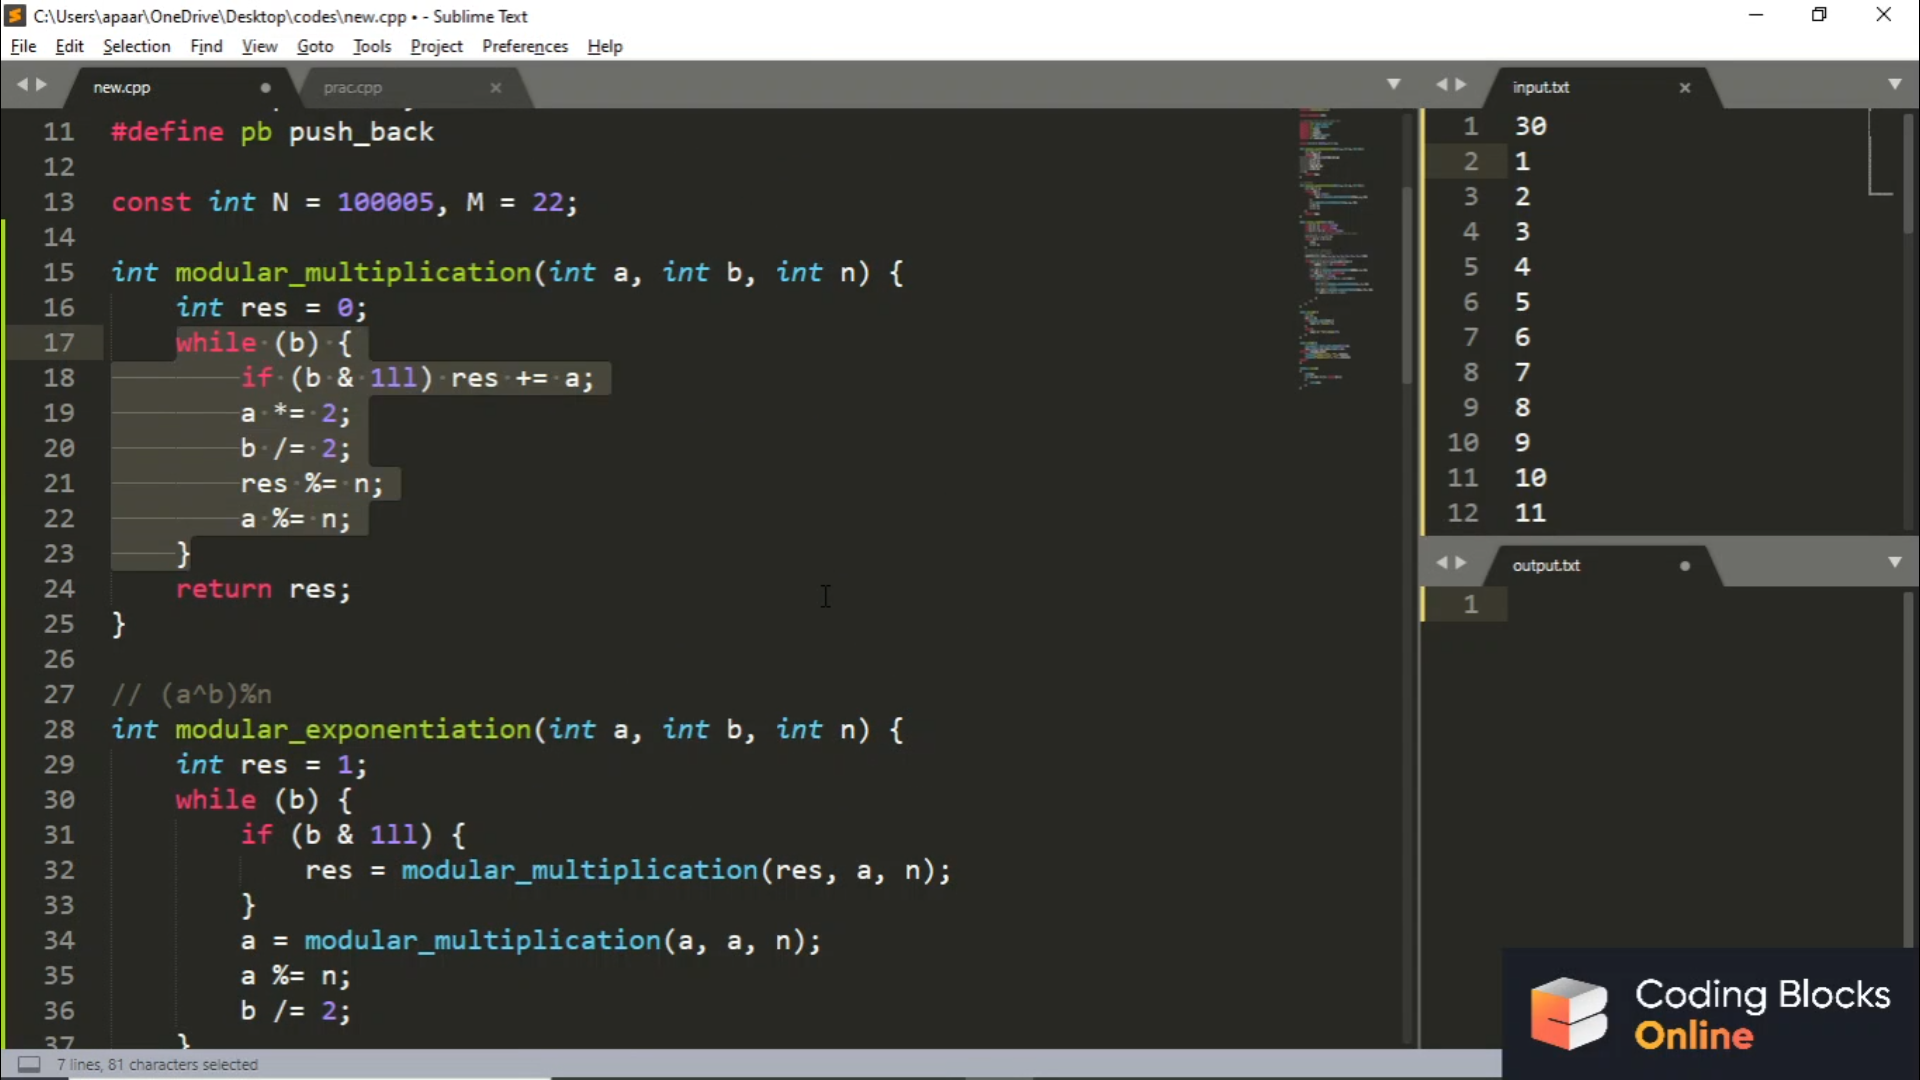 C:\Users\apaar\OneDrive\Desktop\codes\new.cpp • - Sublime Text
File Edit Selection Find View Goto Tools Project Preferences Help
new.cpp
prac.cpp
11 #define pb push_back
12
13 const int N = 100005, M = 22;
14
15 int modular_multiplication(int a, int b, int n) {
16 int res = 0;
17 while (b) {
18 if (b & 1ll) res += a;
19 a *= 2;
20 b /= 2;
21 res %= n;
22 a %= n;
23 }
24 return res;
25 }
26
27 // (a^b)%n
28 int modular_exponentiation(int a, int b, int n) {
29 int res = 1;
30 while (b) {
31 if (b & 1ll) {
32 res = modular_multiplication(res, a, n);
33 }
34 a = modular_multiplication(a, a, n);
35 a %= n;
36 b /= 2;
37 }
input.txt
1 30
2 1
3 2
4 3
5 4
6 5
7 6
8 7
9 8
10 9
11 10
12 11
output.txt
1
Coding Blocks
Online
7 lines, 81 characters selected